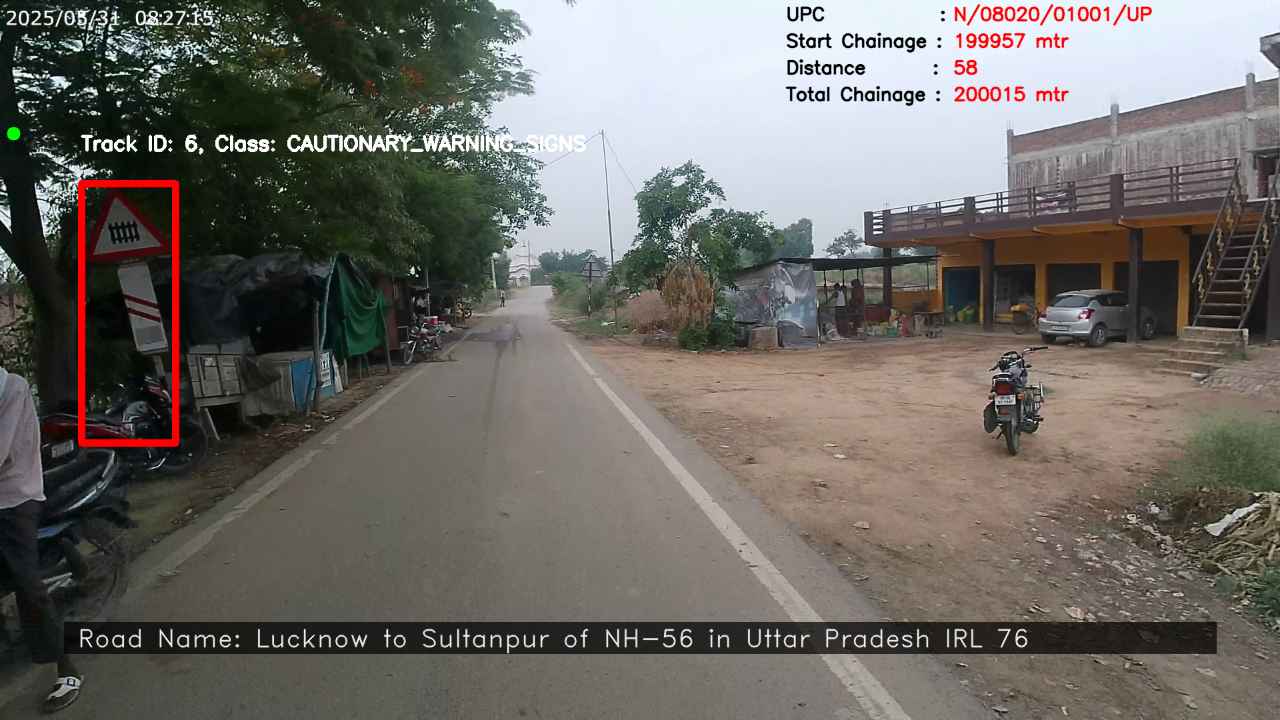 2025/05/31 08:27:15
UPC : N/08020/01001/UP
Start Chainage : 199957 mtr
Distance : 58
Total Chainage : 200015 mtr
Track ID: 6, Class: CAUTIONARY_WARNING_SIGNS
Road Name: Lucknow to Sultanpur of NH-56 in Uttar Pradesh IRL 76